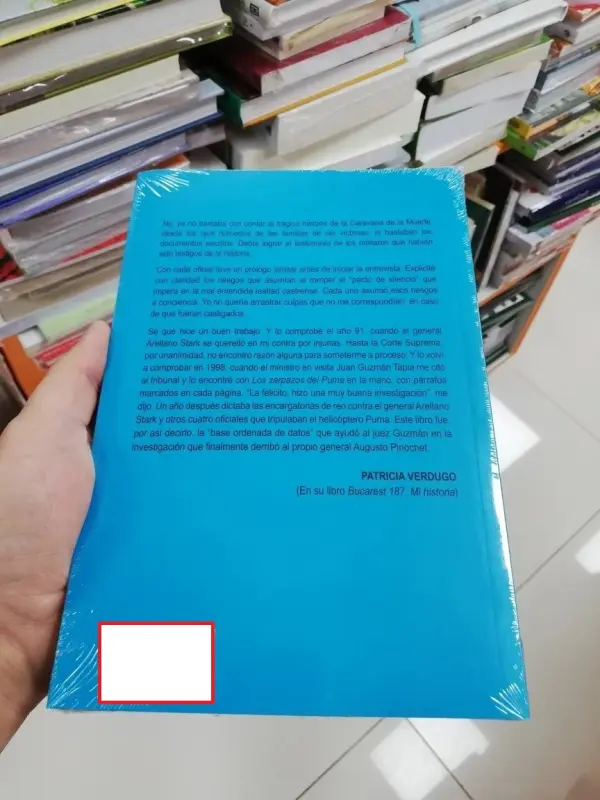 No, ya no bastaba con contar la trágica historia de la Caravana de la Muerte
desde los
de las familias de las víctimas, ni bastaban los
documentos escritos. Debía lograr el testimonio de los militares que habían
sido testigos de la historia.
Con cada oficial tuve un prólogo similar antes de iniciar la entrevista. Expliqué
con claridad los riesgos que asumían al romper el "pacto de silencio" que
impera en la mal entendida lealtad castrense. Cada uno asumió esos riesgos
a conciencia. Yo no quería arrastrar culpas que no me correspondían en caso
de que fueran castigados.
Sé que hice un buen trabajo. Y lo comprobé el año 91, cuando el general
Arellano Stark se querelló en mi contra por injurias. Hasta la Corte Suprema,
por unanimidad, no encontró razón alguna para someterme a proceso. Y lo volví
a comprobar en 1998, cuando el ministro en visita Juan Guzmán Tapia me citó
al tribunal y lo encontré con Los zarpazos del Puma en la mano, con párrafos
marcados en cada página. "La felicito, hizo una muy buena investigación", me
dijo. Un año después dictaba las encargatorias de reo contra el general Arellano
Stark y otros cuatro oficiales que tripulaban el helicóptero Puma. Este libro fue,
por así decirlo, la "base ordenada de datos" que ayudó al juez Guzmán en la
investigación que finalmente derribó al propio general Augusto Pinochet.
PATRICIA VERDUGO
(En su libro Bucarest 187, Mi historia)